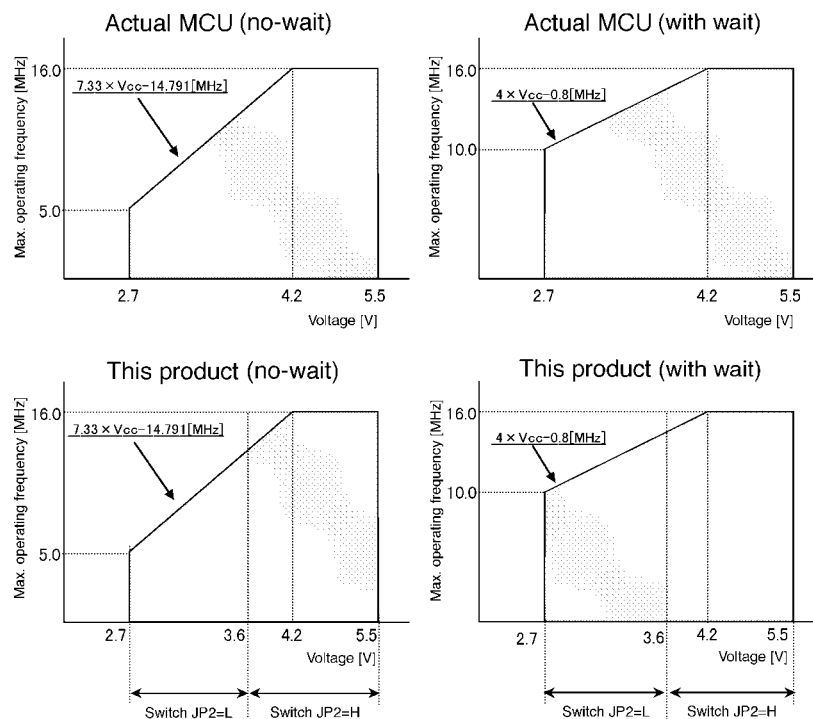 Actual MCU (no-wait)
Max. operating frequency [MHz]
16.0
7.33 × Vcc-14.791[MHz]
5.0
2.7
4.2
5.5
Voltage [V]
Actual MCU (with wait)
Max. operating frequency [MHz]
16.0
4 × Vcc-0.8[MHz]
10.0
2.7
4.2
5.5
Voltage [V]
This product (no-wait)
Max. operating frequency [MHz]
16.0
7.33 × Vcc-14.791[MHz]
5.0
2.7
3.6
4.2
5.5
Voltage [V]
Switch JP2=L
Switch JP2=H
This product (with wait)
Max. operating frequency [MHz]
16.0
4 × Vcc-0.8[MHz]
10.0
2.7
3.6
4.2
5.5
Voltage [V]
Switch JP2=L
Switch JP2=H